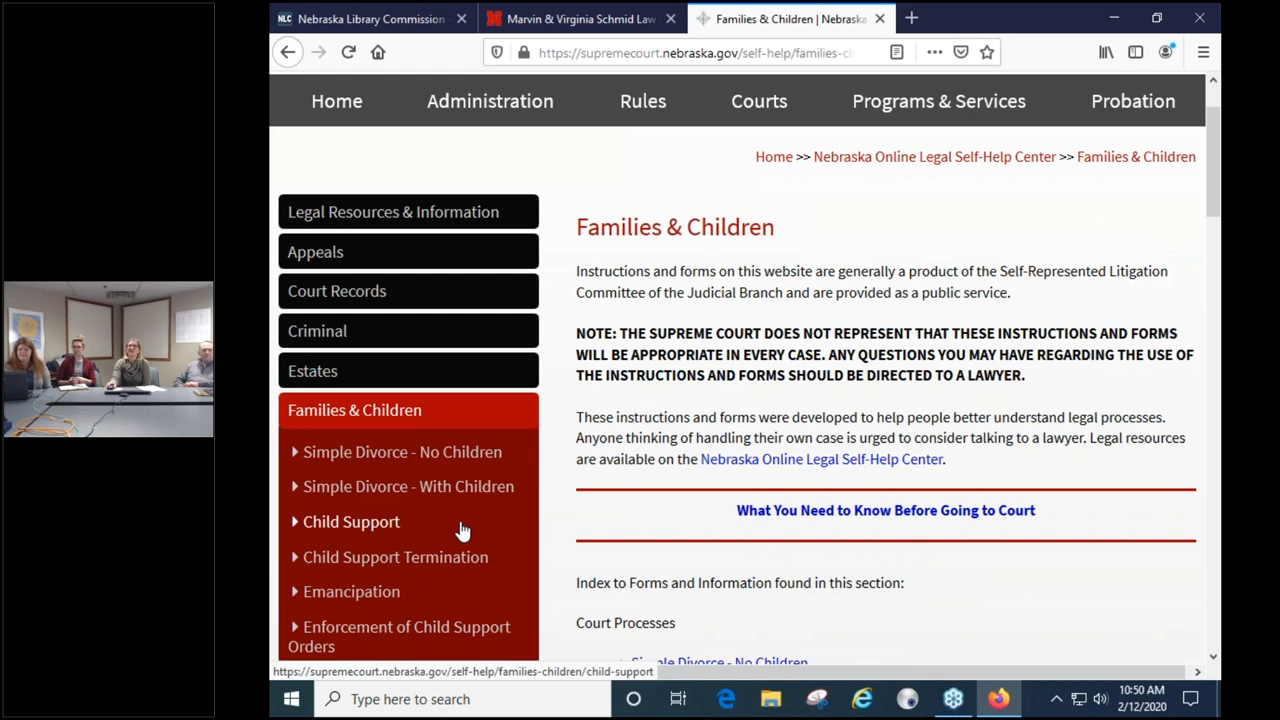 Nebraska Library Commission
Marvin & Virginia Schmid Law
Families & Children | Nebraska
https://supremecourt.nebraska.gov/self-help/families-c
Home Administration Rules Courts Programs & Services Probation
Home >> Nebraska Online Legal Self-Help Center >> Families & Children
Legal Resources & Information
Appeals
Court Records
Criminal
Estates
Families & Children
Simple Divorce - No Children
Simple Divorce - With Children
Child Support
Child Support Termination
Emancipation
Enforcement of Child Support
Orders
Families & Children
Instructions and forms on this website are generally a product of the Self-Represented Litigation
Committee of the Judicial Branch and are provided as a public service.
NOTE: THE SUPREME COURT DOES NOT REPRESENT THAT THESE INSTRUCTIONS AND FORMS
WILL BE APPROPRIATE IN EVERY CASE. ANY QUESTIONS YOU MAY HAVE REGARDING THE USE OF
THE INSTRUCTIONS AND FORMS SHOULD BE DIRECTED TO A LAWYER.
These instructions and forms were developed to help people better understand legal processes.
Anyone thinking of handling their own case is urged to consider talking to a lawyer. Legal resources
are available on the Nebraska Online Legal Self-Help Center.
What You Need to Know Before Going to Court
Index to Forms and Information found in this section:
Court Processes
Simple Divorce - No Children
https://supremecourt.nebraska.gov/self-help/families-children/child-support
Type here to search
10:50 AM
2/12/2020